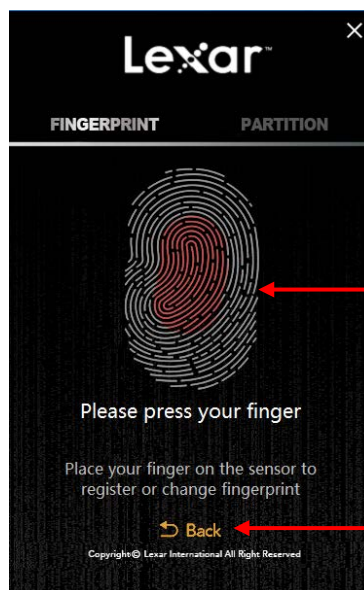 Lexar™
FINGERPRINT PARTITION
Please press your finger
Place your finger on the sensor to
register or change fingerprint
Back
Copyright© Lexar International All Right Reserved